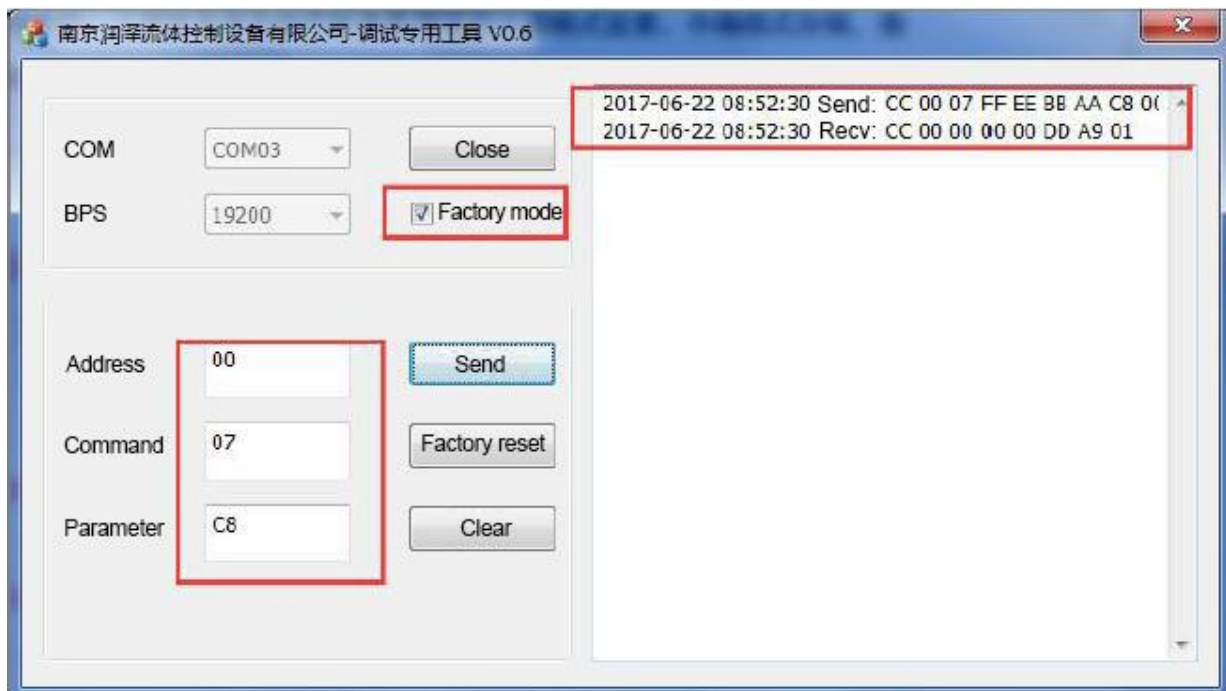 南京润泽流体控制设备有限公司-调试专用工具 V0.6
COM
COM03
Close
BPS
19200
Factory mode
Address
00
Send
Command
07
Factory reset
Parameter
C8
Clear
2017-06-22 08:52:30 Send: CC 00 07 FF EE BB AA C8
2017-06-22 08:52:30 Recv: CC 00 00 00 00 DD A9 01